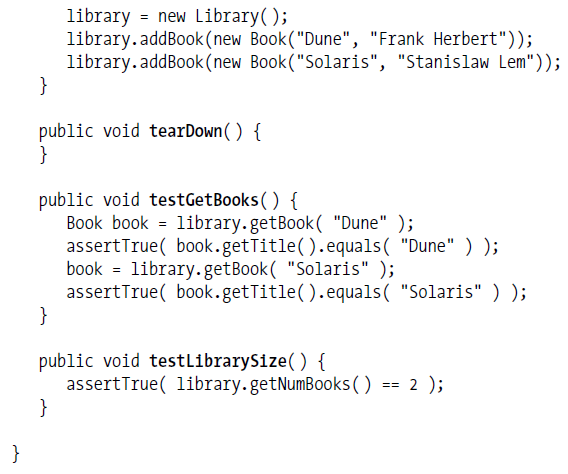 library = new Library();
library.addBook(new Book("Dune", "Frank Herbert"));
library.addBook(new Book("Solaris", "Stanislaw Lem"));
}
public void tearDown() {
}
public void testGetBooks() {
Book book = library.getBook( "Dune" );
assertTrue( book.getTitle().equals( "Dune" ) );
book = library.getBook( "Solaris" );
assertTrue( book.getTitle().equals( "Solaris" ) );
}
public void testLibrarySize() {
assertTrue( library.getNumBooks() == 2 );
}
}